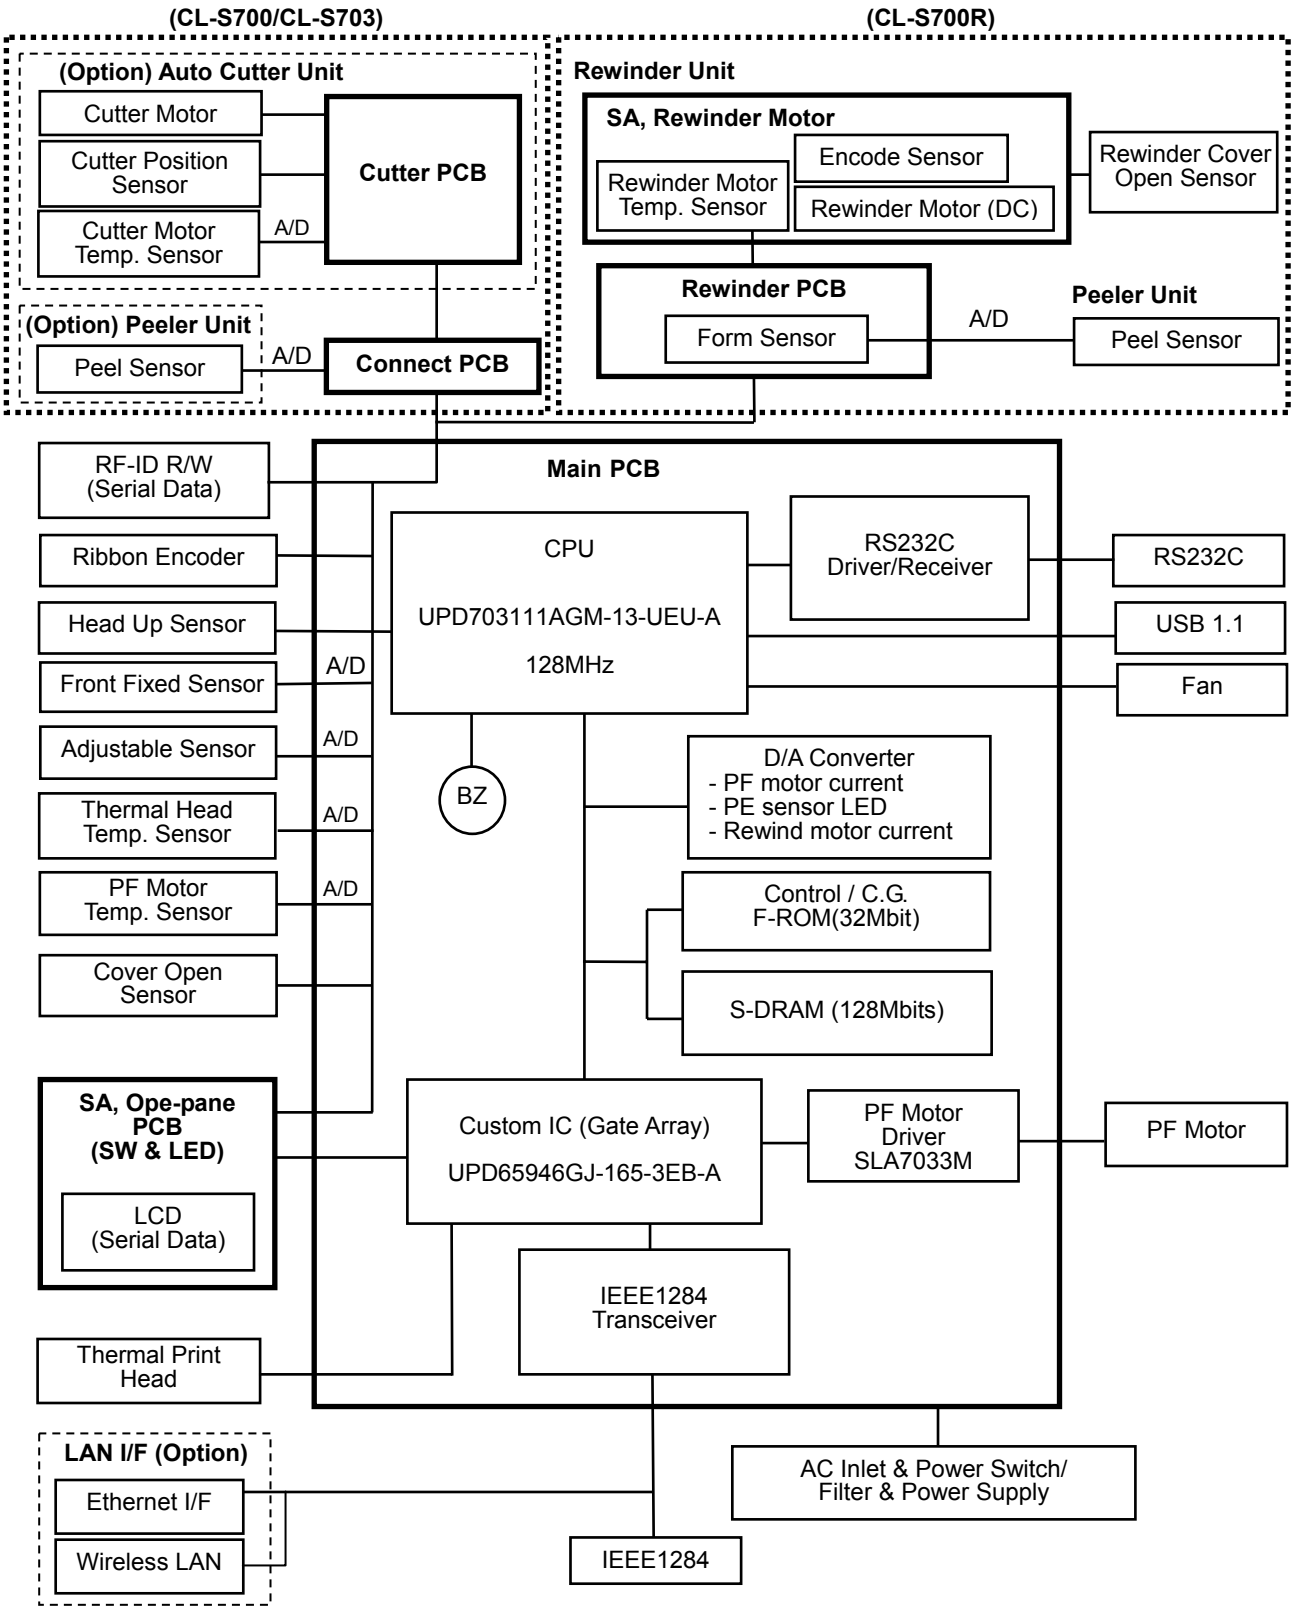 (CL-S700/CL-S703)
(CL-S700R)
(Option) Auto Cutter Unit
Cutter Motor
Cutter Position
Sensor
Cutter Motor
Temp. Sensor
A/D
Cutter PCB
(Option) Peeler Unit
Peel Sensor
A/D
Connect PCB
Rewinder Unit
SA, Rewinder Motor
Encode Sensor
Rewinder Motor
Temp. Sensor
Rewinder Motor (DC)
Rewinder Cover
Open Sensor
Rewinder PCB
Form Sensor
A/D
Peeler Unit
Peel Sensor
RF-ID R/W
(Serial Data)
Ribbon Encoder
Head Up Sensor
A/D
Front Fixed Sensor
Adjustable Sensor
A/D
Thermal Head
Temp. Sensor
A/D
PF Motor
Temp. Sensor
A/D
Cover Open
Sensor
SA, Ope-pane
PCB
(SW & LED)
LCD
(Serial Data)
Thermal Print
Head
Main PCB
CPU
UPD703111AGM-13-UEU-A
128MHz
BZ
RS232C
Driver/Receiver
RS232C
USB 1.1
Fan
D/A Converter
- PF motor current
- PE sensor LED
- Rewind motor current
Control / C.G.
F-ROM(32Mbit)
S-DRAM (128Mbits)
Custom IC (Gate Array)
UPD65946GJ-165-3EB-A
PF Motor
Driver
SLA7033M
PF Motor
IEEE1284
Transceiver
LAN I/F (Option)
Ethernet I/F
Wireless LAN
IEEE1284
AC Inlet & Power Switch/
Filter & Power Supply